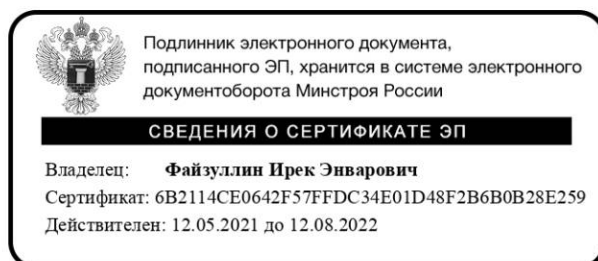 Подлинник электронного документа,
подписанного ЭП, хранится в системе электронного
документоборота Минстроя России
СВЕДЕНИЯ О СЕРТИФИКАТЕ ЭП
Владелец: Файзуллин Ирек Энварович
Сертификат: 6B2114CE0642F57FFDC34E01D48F2B6B0B28E259
Действителен: 12.05.2021 до 12.08.2022